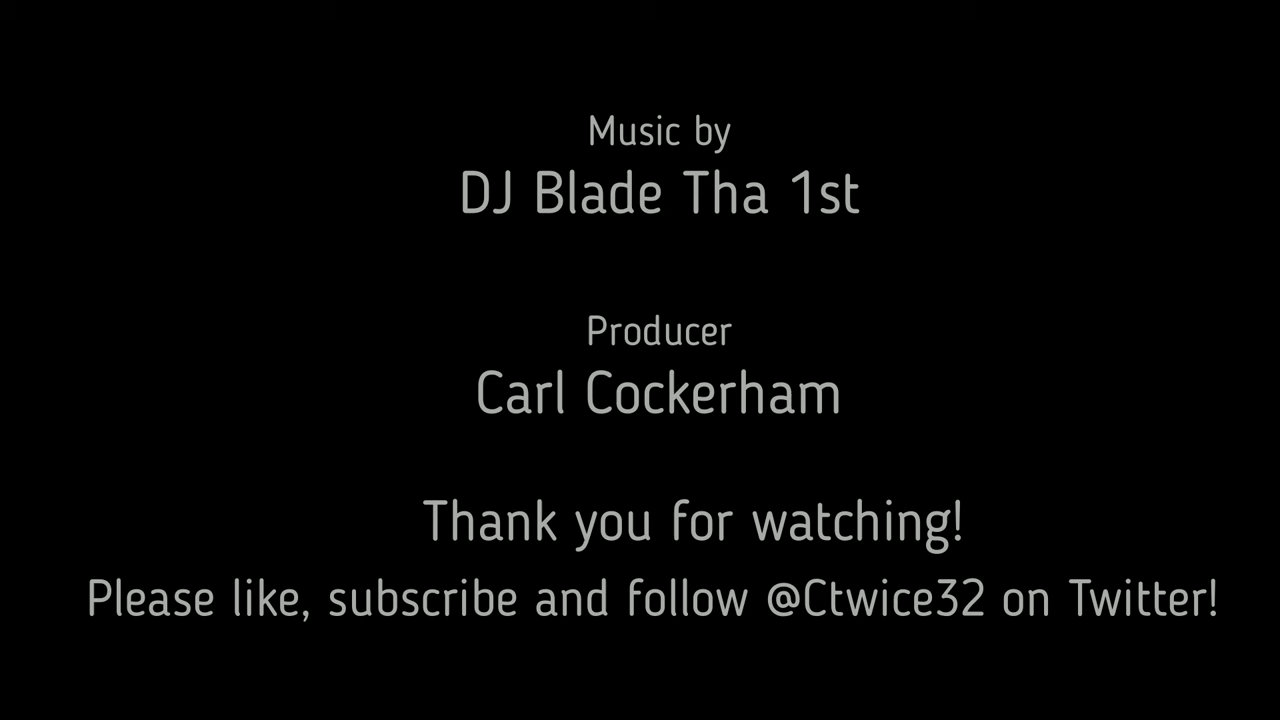 Music by
DJ Blade Tha 1st
Producer
Carl Cockerham
Thank you for watching!
Please like, subscribe and follow @Ctwice32 on Twitter!